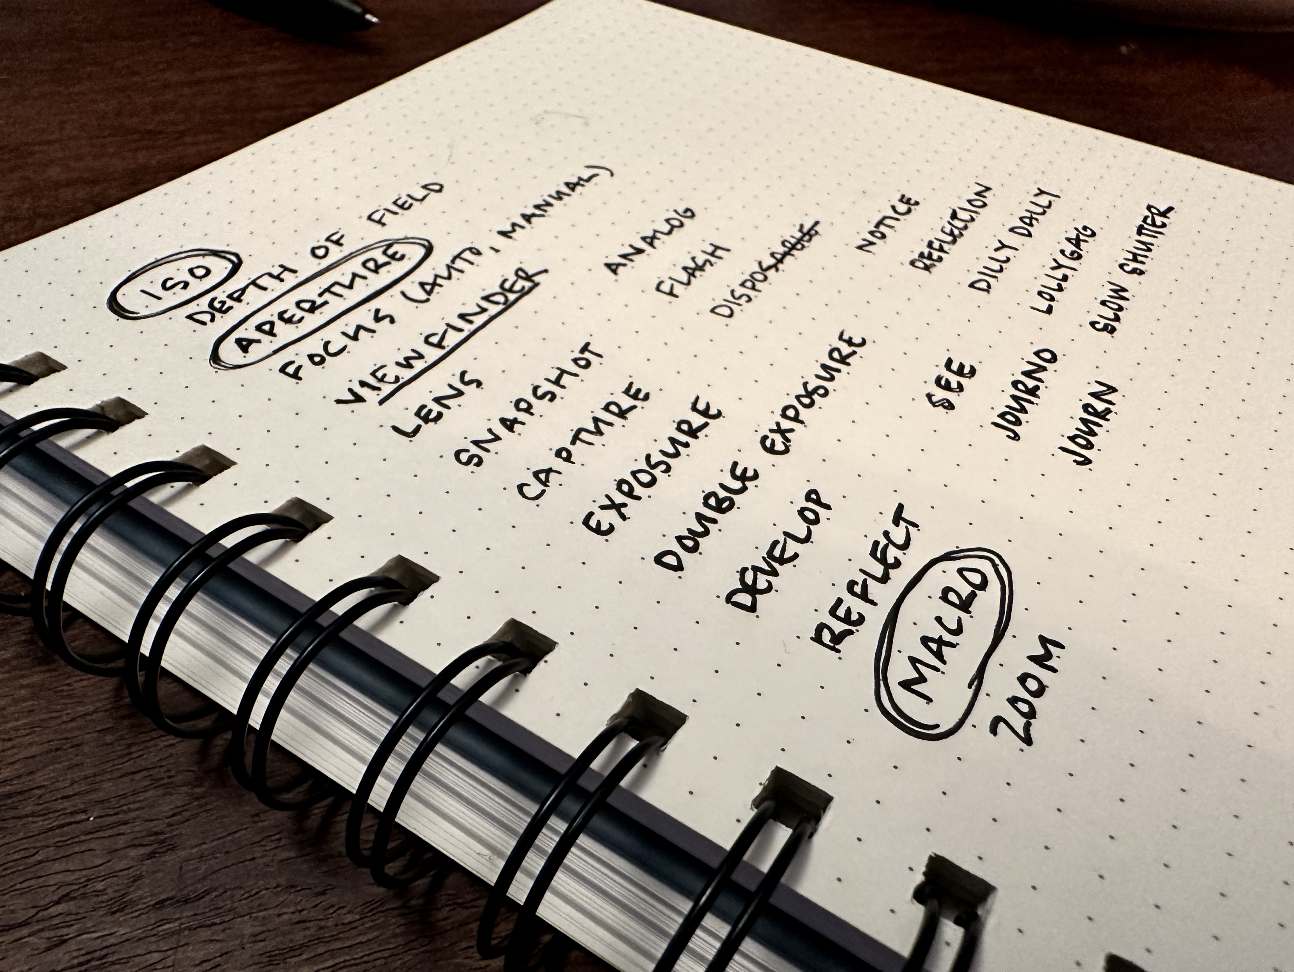 ISO
DEPTH OF FIELD
APERTURE
FOCUS (AUTO, MANUAL)
VIEWFINDER
LENS
SNAPSHOT
CAPTURE
EXPOSURE
DOUBLE EXPOSURE
DEVELOP
REFLECT
MACRO
ZOOM
ANALOG
FLASH
DISPOSABLE
SEE
JOURNO
JOURN
NOTICE
REFLECTION
DILLY DALLY
LOLLYGAG
SLOW SHUTTER